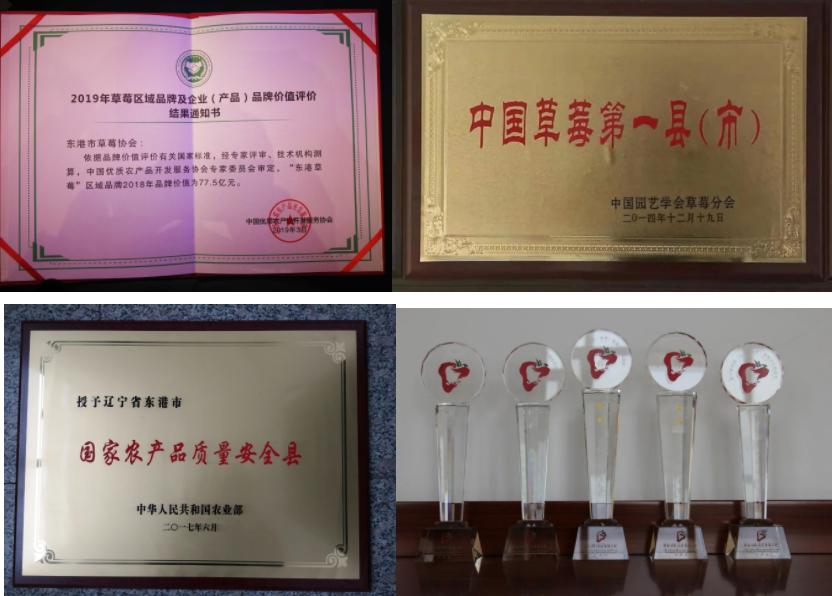 2019年草莓区域品牌及企业（产品）品牌价值评价
结果通知书
东港市草莓协会：
依据品牌价值评价有关国家标准，经专家评审、技术机构测
算，中国优质农产品开发服务协会专家委员会审定，“东港草
莓”区域品牌2018年品牌价值为77.5亿元。
中国优质农产品开发服务协会
2019年3月
中国草莓第一县（市）
中国园艺学会草莓分会
二〇一四年十二月十九日
授予辽宁省东港市
国家农产品质量安全县
中华人民共和国农业部
二〇一七年六月